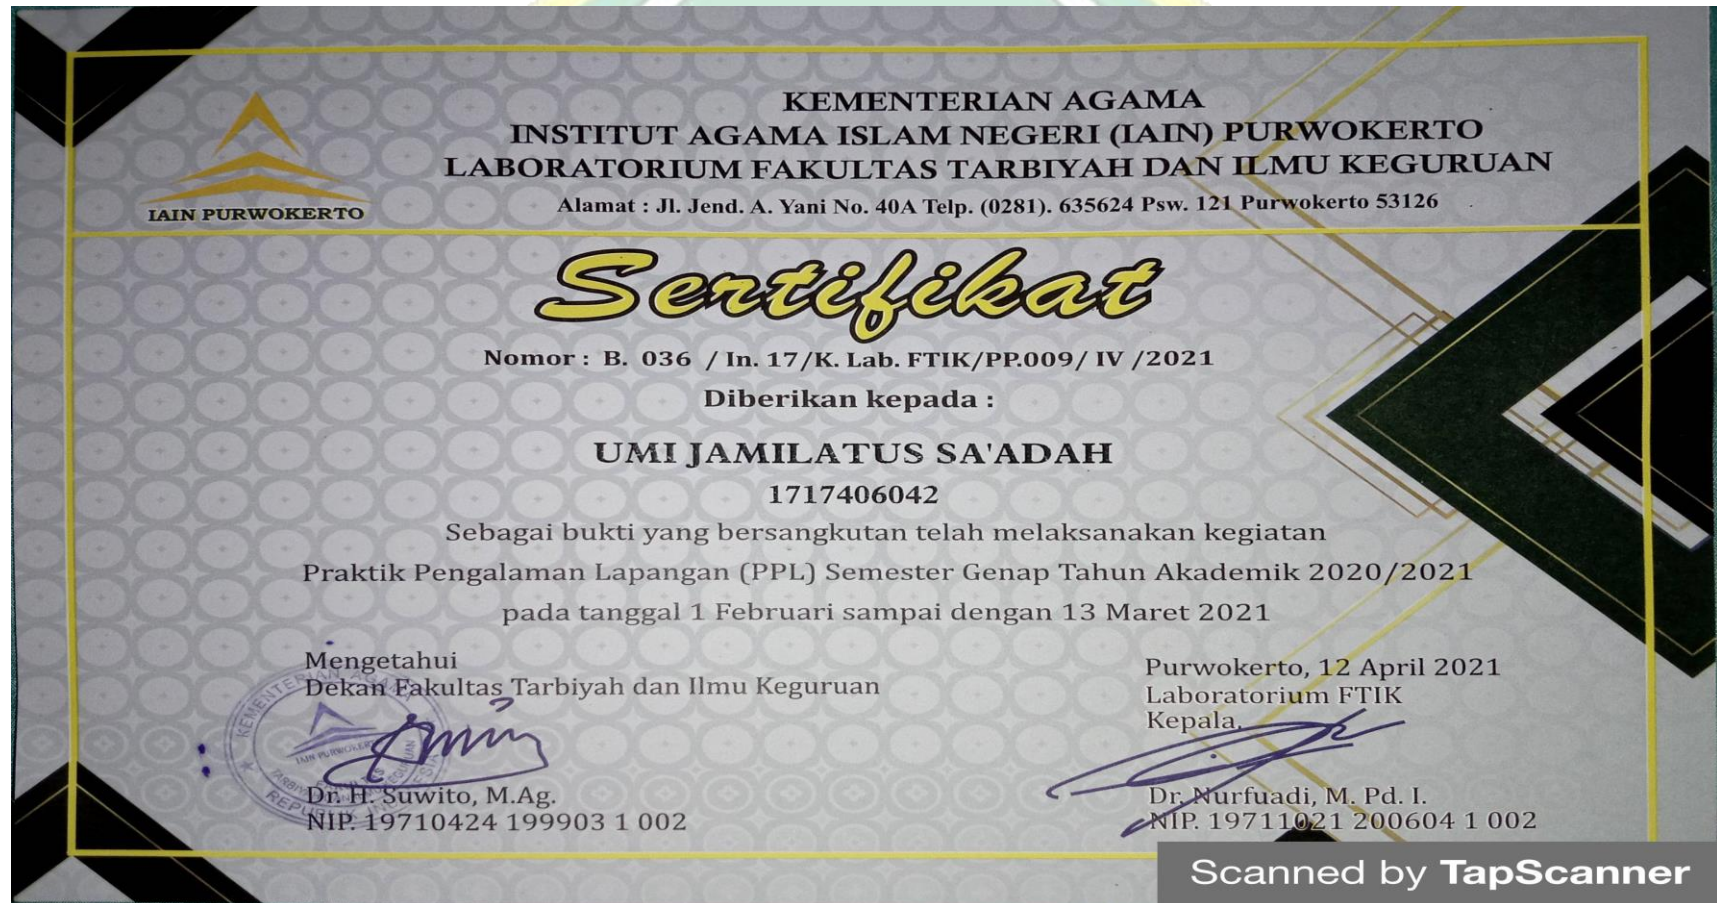 KEMENTERIAN AGAMA
INSTITUT AGAMA ISLAM NEGERI (IAIN) PURWOKERTO
LABORATORIUM FAKULTAS TARBIYAH DAN ILMU KEGURUAN
Alamat : Jl. Jend. A. Yani No. 40A Telp. (0281). 635624 Psw. 121 Purwokerto 53126
IAIN PURWOKERTO
Sertifikat
Nomor : B. 036 / In. 17/K. Lab. FTIK/PP.009/ IV /2021
Diberikan kepada :
UMI JAMILATUS SA'ADAH
1717406042
Sebagai bukti yang bersangkutan telah melaksanakan kegiatan
Praktik Pengalaman Lapangan (PPL) Semester Genap Tahun Akademik 2020/2021
pada tanggal 1 Februari sampai dengan 13 Maret 2021
Mengetahui
Dekan Fakultas Tarbiyah dan Ilmu Keguruan
KEMENTERIAN AGAMA
IAIN PURWOKERTO
REPUBLIK
Dr. H. Suwito, M.Ag.
NIP. 19710424 199903 1 002
Purwokerto, 12 April 2021
Laboratorium FTIK
Kepala,
Dr. Nurfuadi, M. Pd. I.
NIP. 19711021 200604 1 002
Scanned by TapScanner